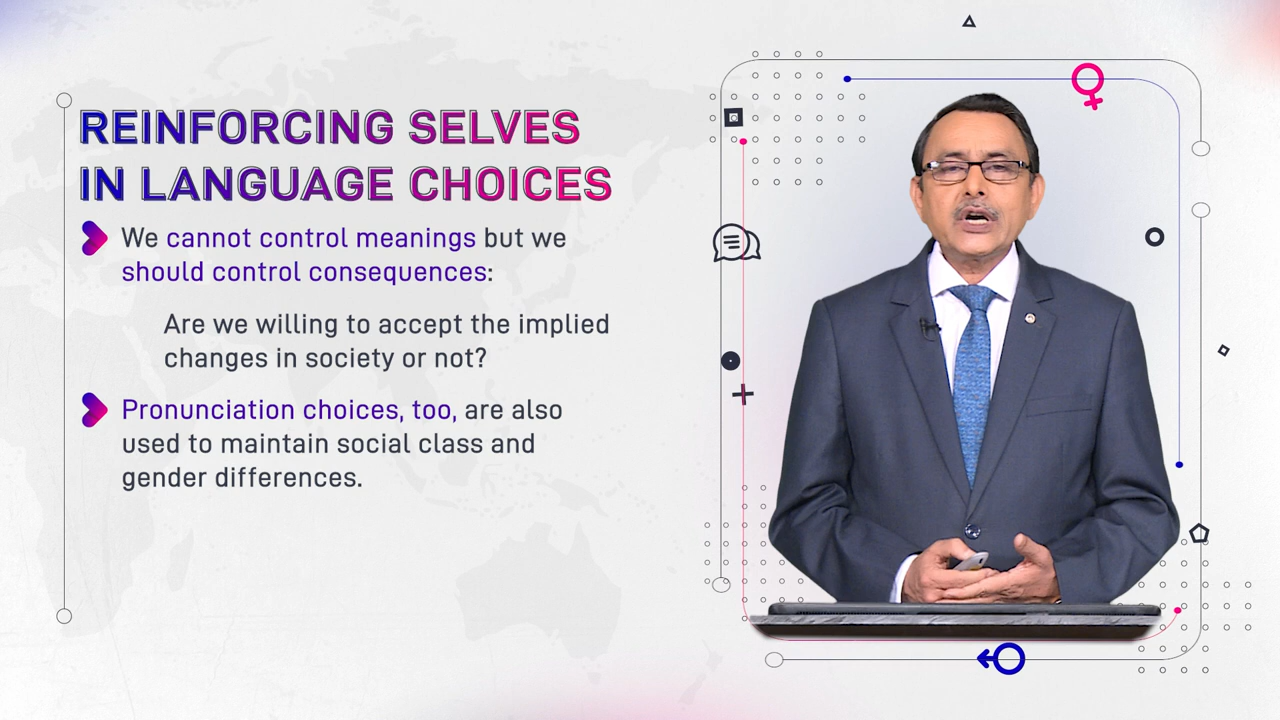 REINFORCING SELVES
IN LANGUAGE CHOICES
We cannot control meanings but we
should control consequences:
Are we willing to accept the implied
changes in society or not?
Pronunciation choices, too, are also
used to maintain social class and
gender differences.